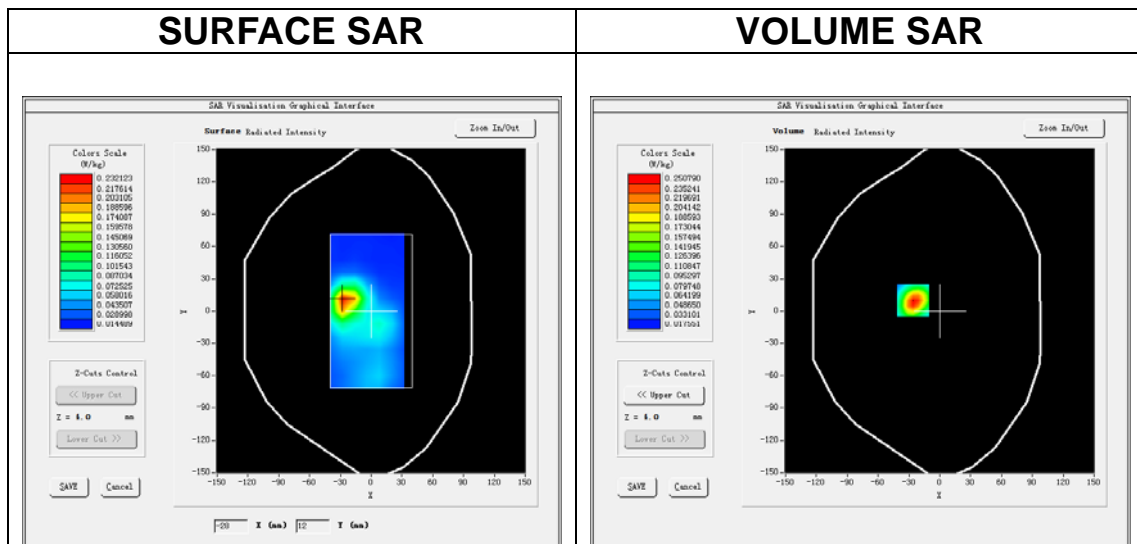 SURFACE SAR
VOLUME SAR
SAR Visualisation Graphical Interface
Surface Radiated Intensity
Zoom In/Out
Colors Scale
(W/kg)
0.232123
0.217614
0.203105
0.188596
0.174087
0.159578
0.145069
0.130560
0.116052
0.101543
0.087034
0.072525
0.058016
0.043507
0.028998
0.014489
150
120
90
60
30
0
-30
-60
-90
-120
-150
Y
-150 -120 -90 -60 -30 0 30 60 90 120 150
X
Z-Cuts Control
<< Upper Cut
Z = 4.0 mm
Lower Cut >>
SAVE
Cancel
-28 X (mm) 12 Y (mm)
SAR Visualisation Graphical Interface
Volume Radiated Intensity
Zoom In/Out
Colors Scale
(W/kg)
0.250790
0.235241
0.219691
0.204142
0.188593
0.173044
0.157494
0.141945
0.126396
0.110847
0.095297
0.079748
0.064199
0.048650
0.033101
0.017551
150
120
90
60
30
0
-30
-60
-90
-120
-150
Y
-150 -120 -90 -60 -30 0 30 60 90 120 150
X
Z-Cuts Control
<< Upper Cut
Z = 4.0 mm
Lower Cut >>
SAVE
Cancel